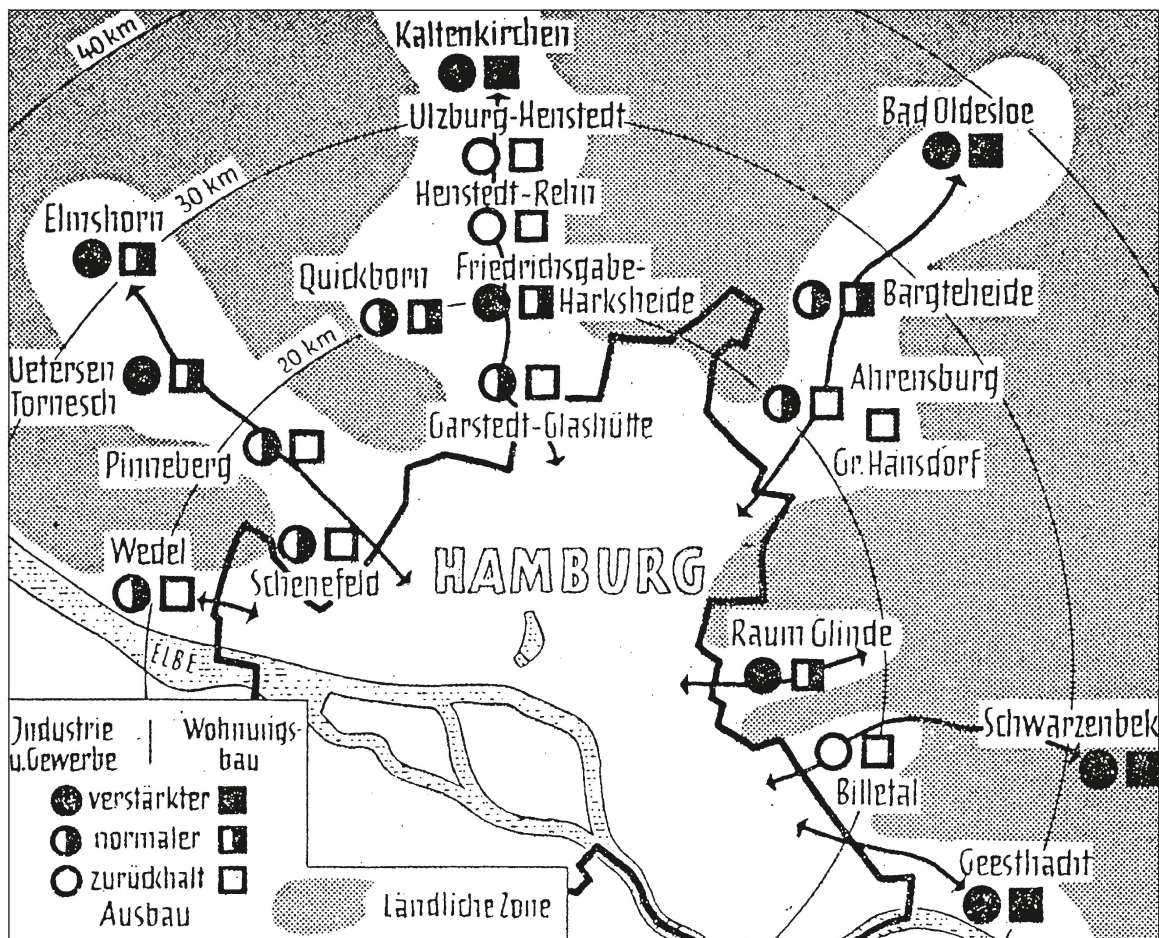 40 km
Kaltenkirchen
Ulzburg-Henstedt
Bad Oldesloe
30 km
Henstedt-Rehn
Elmshorn
Quickborn
Friedrichsgabe-
Harksheide
Bargteheide
20 km
Uetersen
Tornesch
Ahrensburg
Garstedt-Glashütte
Pinneberg
Gr. Hansdorf
Wedel
Schenefeld
HAMBURG
Raum Glinde
ELBE
Schwarzenbek
Billetal
Geesthacht
Industrie
u. Gewerbe
Wohnungs-
bau
verstärkter
normaler
zurückhalt
Ausbau
Ländliche Zone